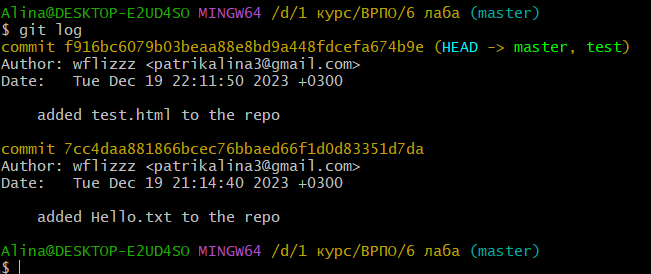 Alina@DESKTOP-E2UD4SO MINGW64 /d/1 курс/ВРПО/6 лаба (master)
$ git log
commit f916bc6079b03beaa88e8bd9a448fdcefa674b9e (HEAD -> master, test)
Author: wflizzz <patrikalina3@gmail.com>
Date:   Tue Dec 19 22:11:50 2023 +0300
    added test.html to the repo
commit 7cc4daa881866bcec76bbaed66f1d0d83351d7da
Author: wflizzz <patrikalina3@gmail.com>
Date:   Tue Dec 19 21:14:40 2023 +0300
    added Hello.txt to the repo
Alina@DESKTOP-E2UD4SO MINGW64 /d/1 курс/ВРПО/6 лаба (master)
$